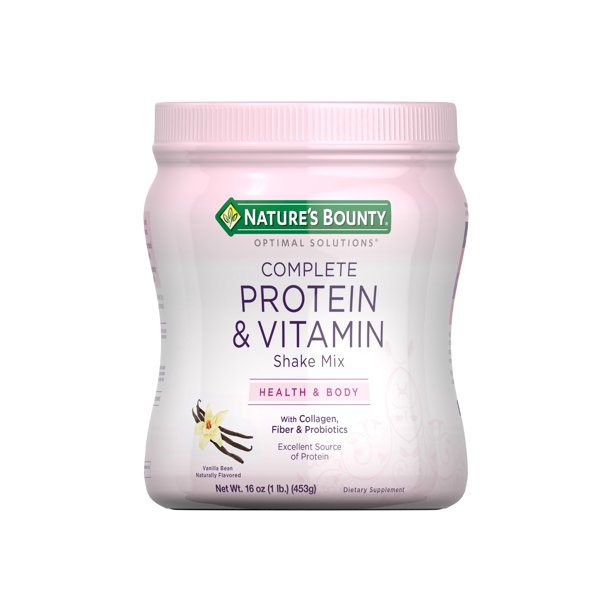 NATURE'S BOUNTY®
OPTIMAL SOLUTIONS®
COMPLETE
PROTEIN
& VITAMIN
Shake Mix
HEALTH & BODY
With Collagen,
Fiber & Probiotics
Excellent Source
of Protein
Vanilla Bean
Naturally Flavored
Net Wt. 16 oz (1 lb.) (453g)
Dietary Supplement